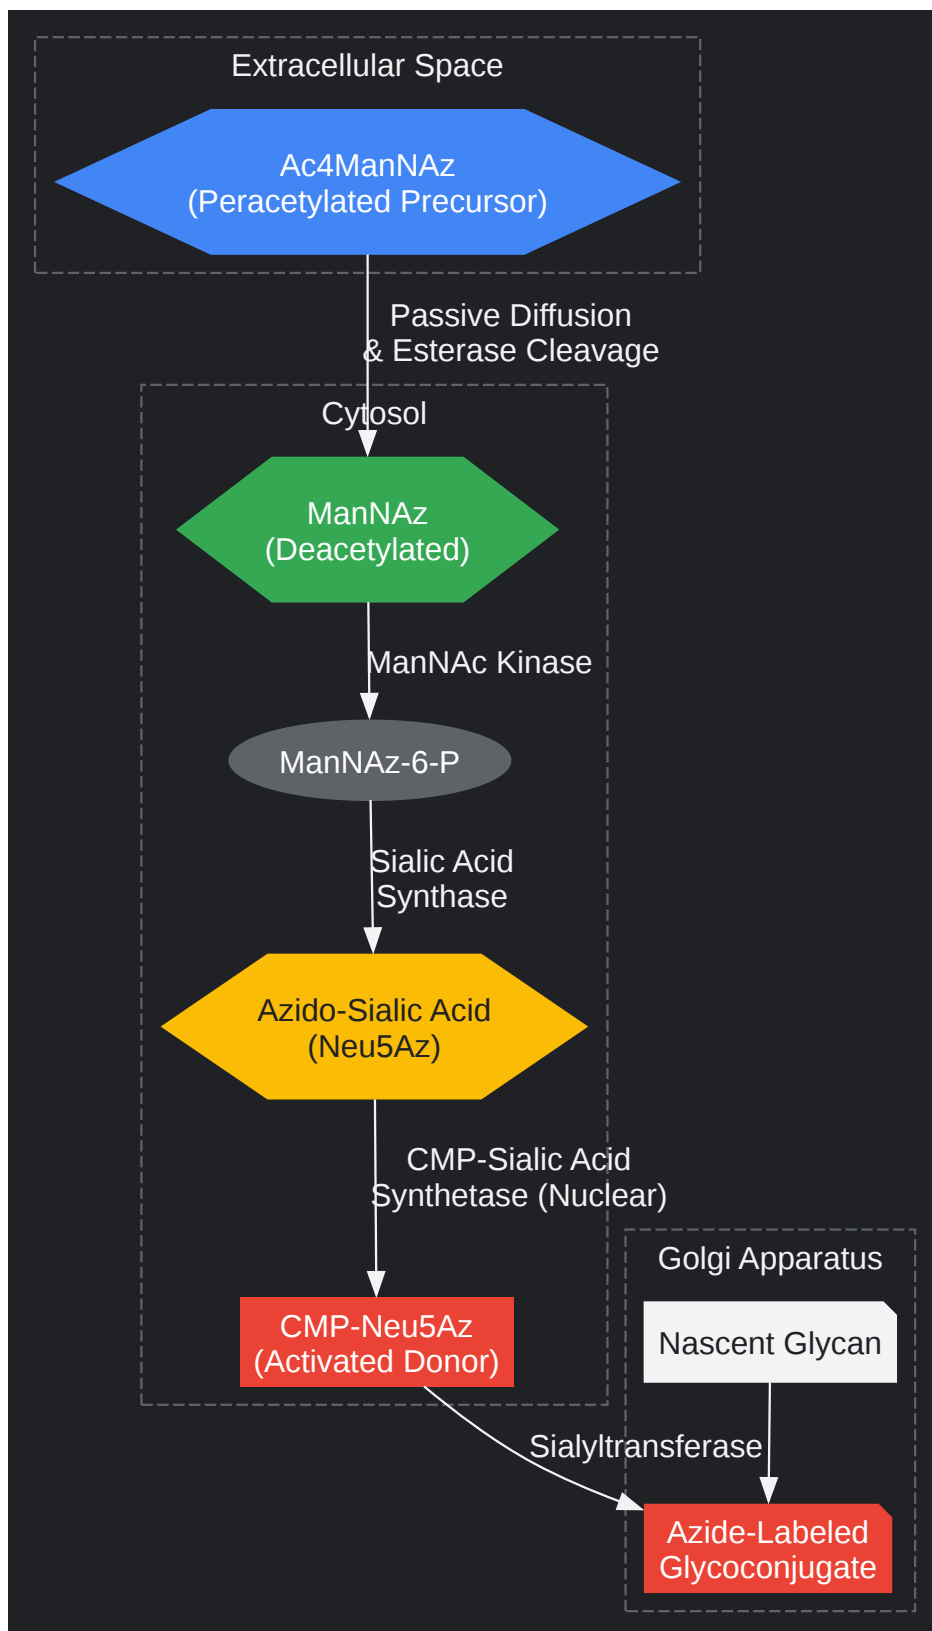 Extracellular Space
Ac4ManNAz
(Peracetylated Precursor)
Passive Diffusion
& Esterase Cleavage
Cytosol
ManNAz
(Deacetylated)
ManNAc Kinase
ManNAz-6-P
Sialic Acid
Synthase
Azido-Sialic Acid
(Neu5Az)
CMP-Sialic Acid
Synthetase (Nuclear)
Golgi Apparatus
CMP-Neu5Az
(Activated Donor)
Nascent Glycan
Sialyltransferase
Azide-Labeled
Glycoconjugate